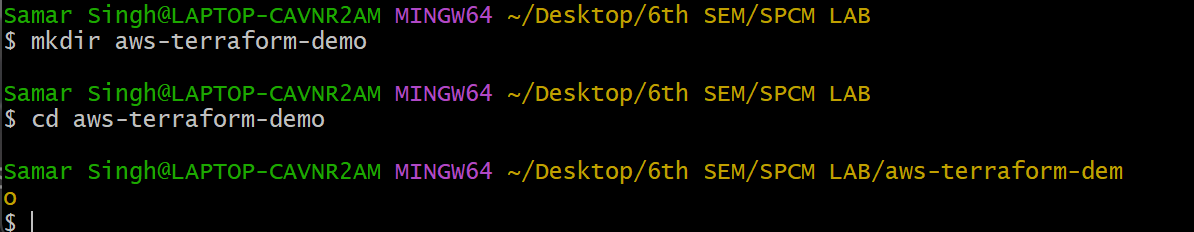 Samar Singh@LAPTOP-CAVNR2AM MINGW64 ~/Desktop/6th SEM/SPCM LAB
$ mkdir aws-terraform-demo
Samar Singh@LAPTOP-CAVNR2AM MINGW64 ~/Desktop/6th SEM/SPCM LAB
$ cd aws-terraform-demo
Samar Singh@LAPTOP-CAVNR2AM MINGW64 ~/Desktop/6th SEM/SPCM LAB/aws-terraform-dem
o
$